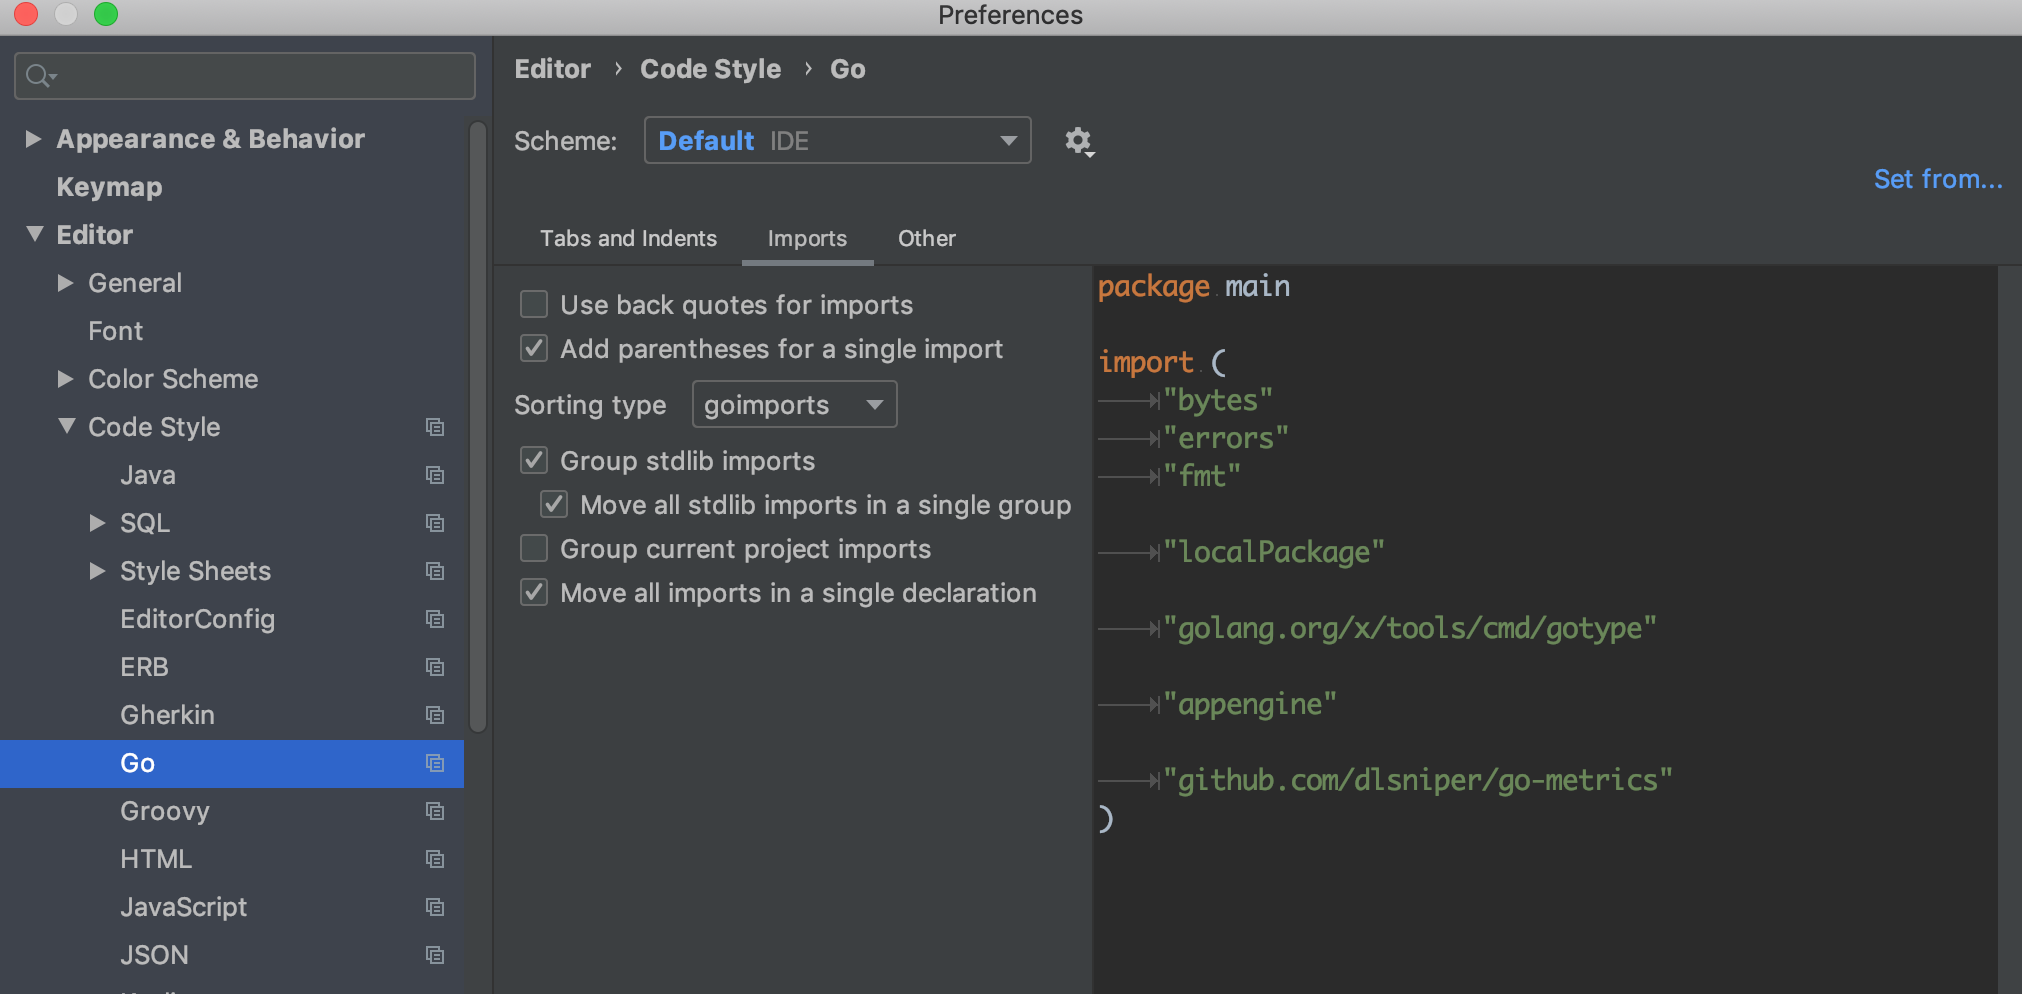 Preferences
Appearance & Behavior
Keymap
Editor
General
Font
Color Scheme
Code Style
Java
SQL
Style Sheets
EditorConfig
ERB
Gherkin
Go
Groovy
HTML
JavaScript
JSON
Editor › Code Style › Go
Scheme: Default IDE
Set from...
Tabs and Indents Imports Other
Use back quotes for imports
Add parentheses for a single import
Sorting type goimports
Group stdlib imports
Move all stdlib imports in a single group
Group current project imports
Move all imports in a single declaration
package main
import (
"bytes"
"errors"
"fmt"
"localPackage"
"golang.org/x/tools/cmd/gotype"
"appengine"
"github.com/dlsniper/go-metrics"
)